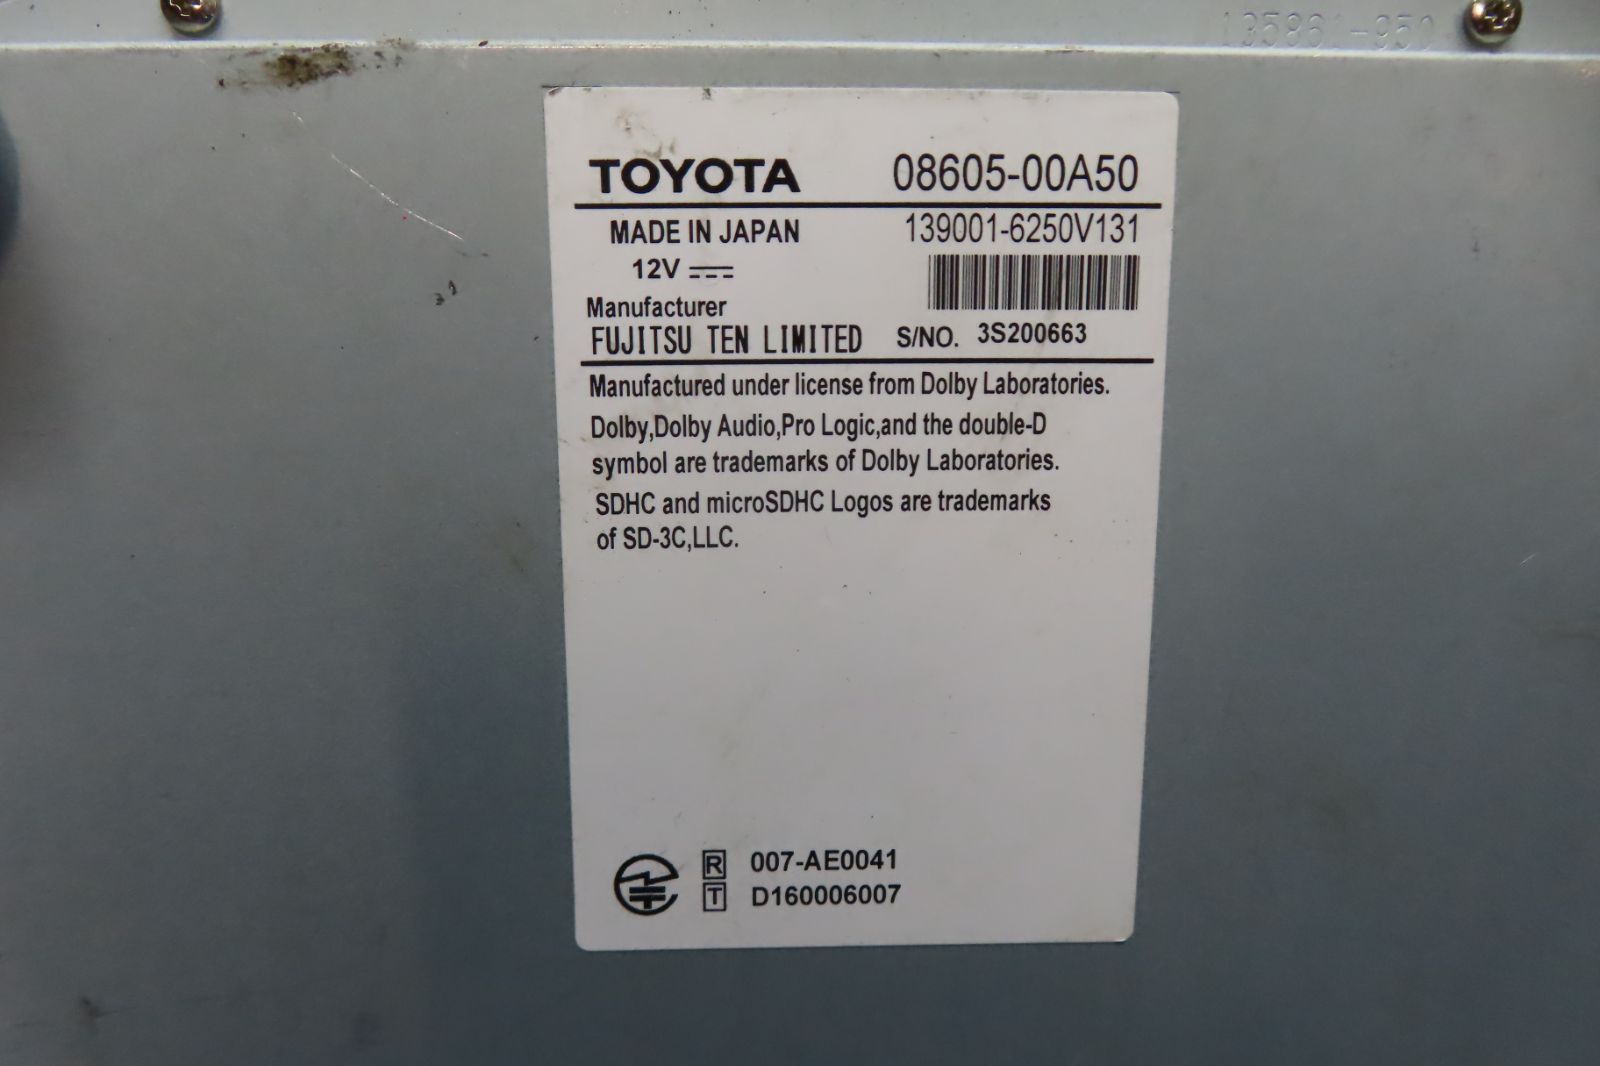 135861-950
TOYOTA 08605-00A50
MADE IN JAPAN 139001-6250V131
12V
Manufacturer
FUJITSU TEN LIMITED S/NO. 3S200663
Manufactured under license from Dolby Laboratories.
Dolby,Dolby Audio,Pro Logic,and the double-D
symbol are trademarks of Dolby Laboratories.
SDHC and microSDHC Logos are trademarks
of SD-3C,LLC.
R 007-AE0041
T D160006007